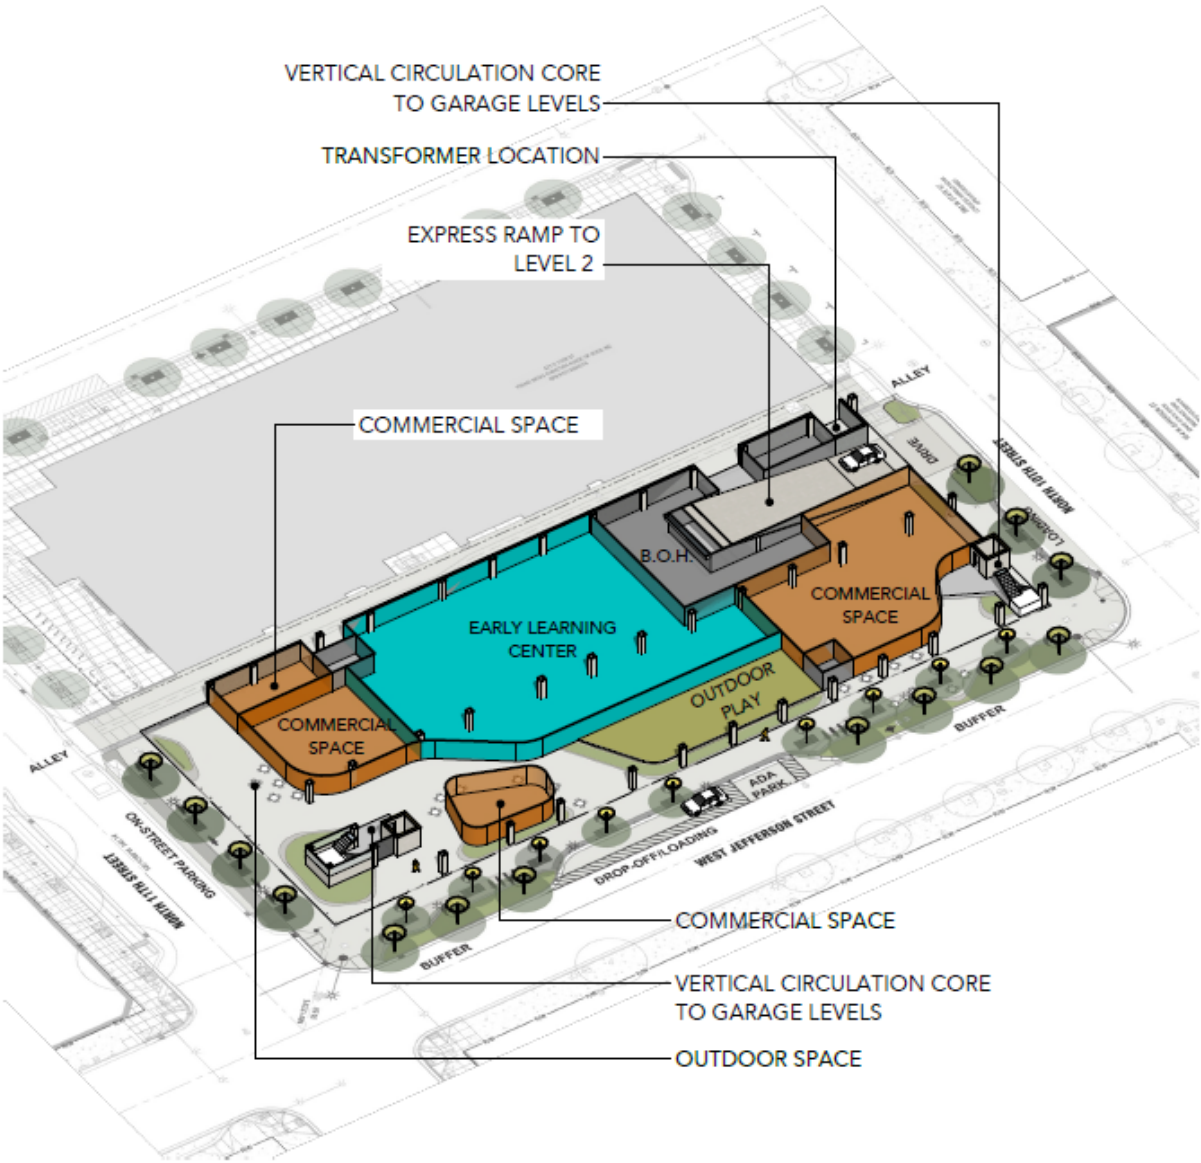 VERTICAL CIRCULATION CORE
TO GARAGE LEVELS
TRANSFORMER LOCATION
EXPRESS RAMP TO
LEVEL 2
ALLEY
COMMERCIAL SPACE
DRIVE
NORTH 10TH STREET
LOADING
B.O.H.
COMMERCIAL
SPACE
EARLY LEARNING
CENTER
OUTDOOR
PLAY
COMMERCIAL
SPACE
BUFFER
ALLEY
ADA
PARK.
WEST JEFFERSON STREET
DROP-OFF/LOADING
ON-STREET PARKING
NORTH 11TH STREET
BUFFER
COMMERCIAL SPACE
VERTICAL CIRCULATION CORE
TO GARAGE LEVELS
OUTDOOR SPACE